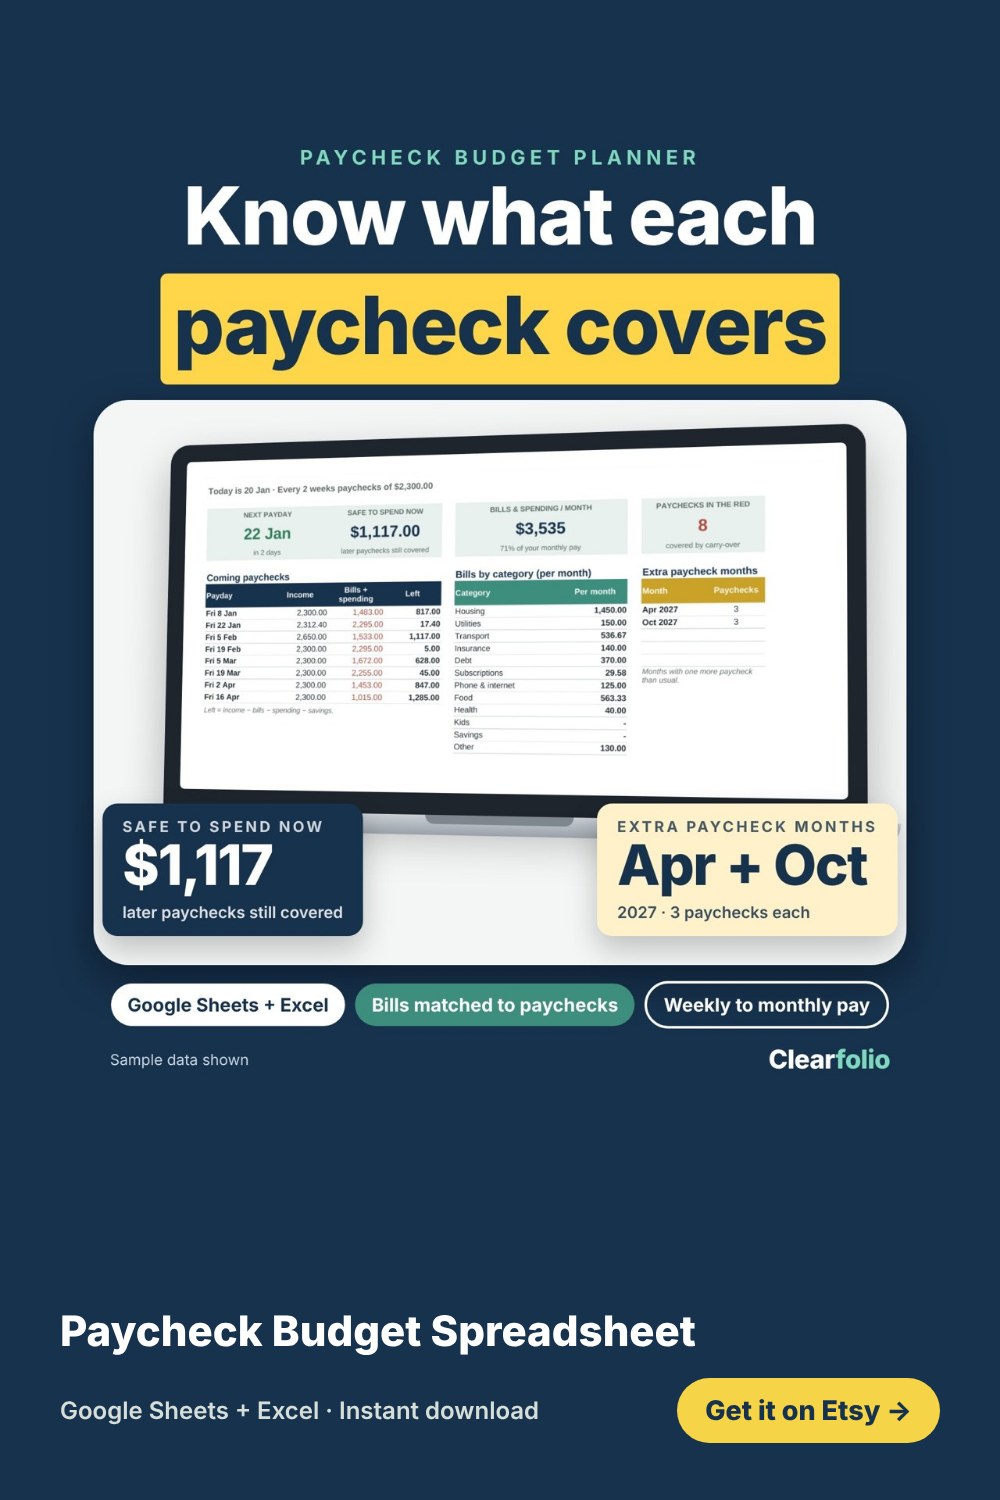 PAYCHECK BUDGET PLANNER
Know what each
paycheck covers
Today is 20 Jan · Every 2 weeks paychecks of $2,300.00
NEXT PAYDAY
22 Jan
in 2 days
SAFE TO SPEND NOW
$1,117.00
later paychecks still covered
BILLS & SPENDING / MONTH
$3,535
71% of your monthly pay
PAYCHECKS IN THE RED
8
covered by carry-over
Coming paychecks
Payday Income Bills + spending Left
Fri 8 Jan 2,300.00 1,483.00 817.00
Fri 22 Jan 2,312.40 2,295.00 17.40
Fri 5 Feb 2,650.00 1,533.00 1,117.00
Fri 19 Feb 2,300.00 2,295.00 5.00
Fri 5 Mar 2,300.00 1,672.00 628.00
Fri 19 Mar 2,300.00 2,255.00 45.00
Fri 2 Apr 2,300.00 1,453.00 847.00
Fri 16 Apr 2,300.00 1,015.00 1,285.00
Left = income − bills − spending − savings.
Bills by category (per month)
Category Per month
Housing 1,450.00
Utilities 150.00
Transport 536.67
Insurance 140.00
Debt 370.00
Subscriptions 29.58
Phone & internet 125.00
Food 563.33
Health 40.00
Kids -
Savings -
Other 130.00
Extra paycheck months
Month Paychecks
Apr 2027 3
Oct 2027 3
Months with one more paycheck
than usual.
SAFE TO SPEND NOW
$1,117
later paychecks still covered
EXTRA PAYCHECK MONTHS
Apr + Oct
2027 · 3 paychecks each
Google Sheets + Excel
Bills matched to paychecks
Weekly to monthly pay
Sample data shown
Clearfolio
Paycheck Budget Spreadsheet
Google Sheets + Excel · Instant download
Get it on Etsy →